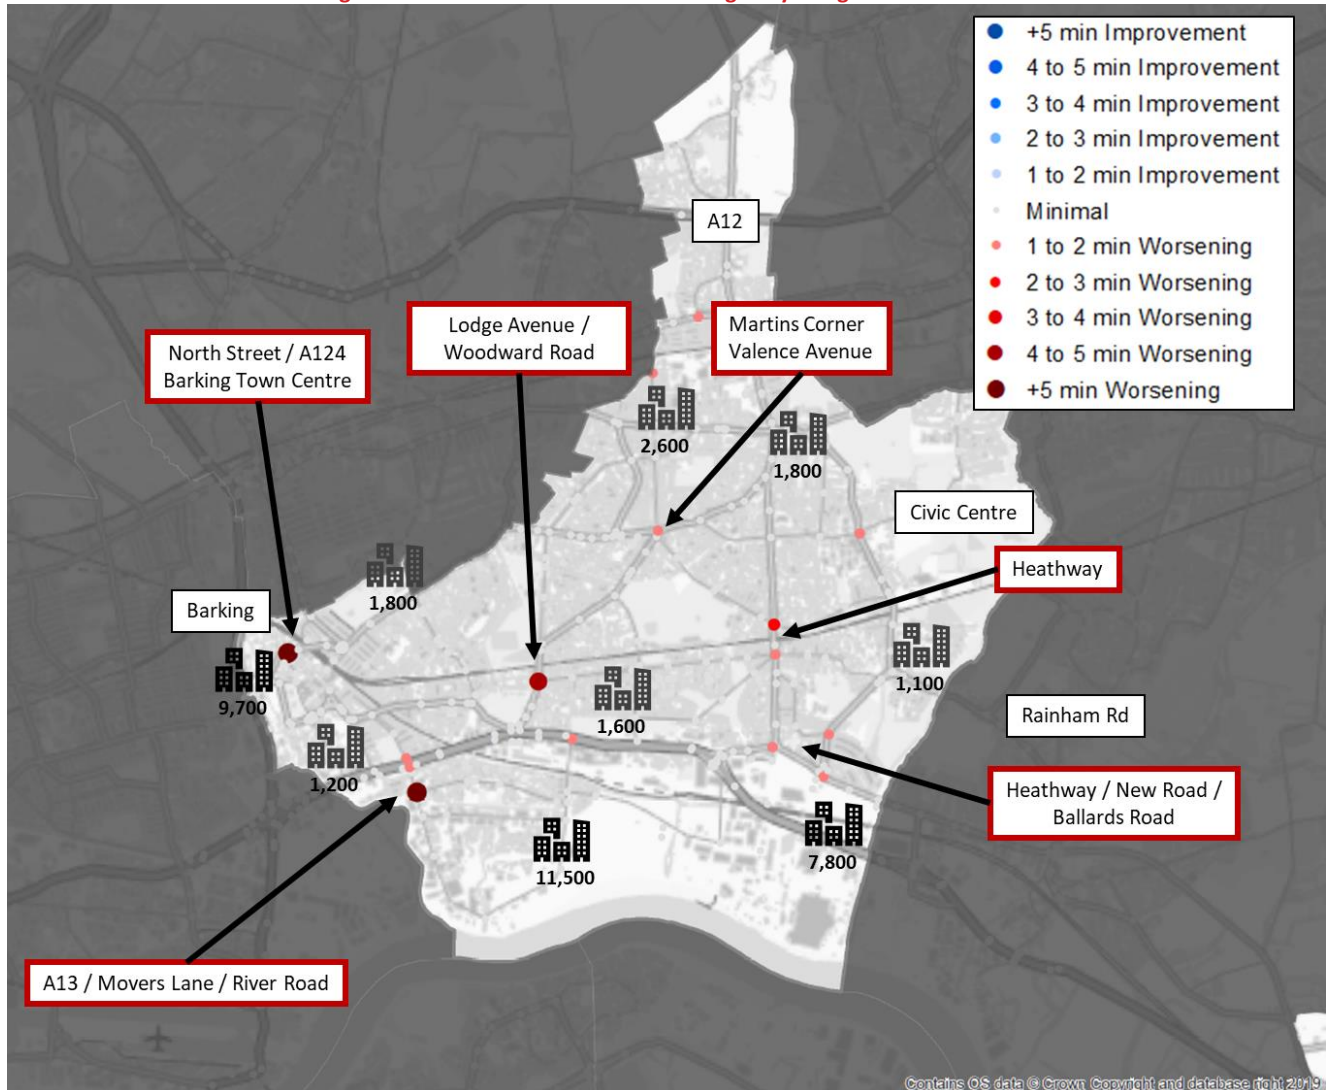 +5 min Improvement
4 to 5 min Improvement
3 to 4 min Improvement
2 to 3 min Improvement
1 to 2 min Improvement
Minimal
1 to 2 min Worsening
2 to 3 min Worsening
3 to 4 min Worsening
4 to 5 min Worsening
+5 min Worsening
A12
Lodge Avenue /
Woodward Road
Martins Corner
Valence Avenue
North Street / A124
Barking Town Centre
2,600
1,800
Civic Centre
Heathway
1,800
Barking
9,700
1,100
1,600
Rainham Rd
1,200
Heathway / New Road /
Ballards Road
7,800
11,500
A13 / Movers Lane / River Road
Contains OS data © Crown Copyright and database right 2019